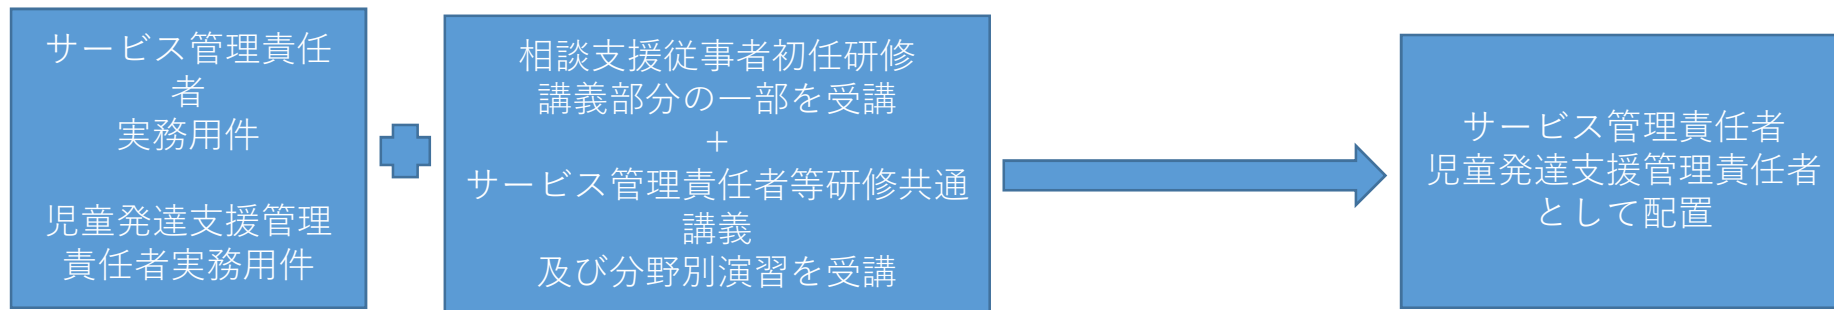 サービス管理責任
者
実務用件
児童発達支援管理
責任者実務用件
相談支援従事者初任研修
講義部分の一部を受講
+
サービス管理責任者等研修共通
講義
及び分野別演習を受講
サービス管理責任者
児童発達支援管理責任者
として配置